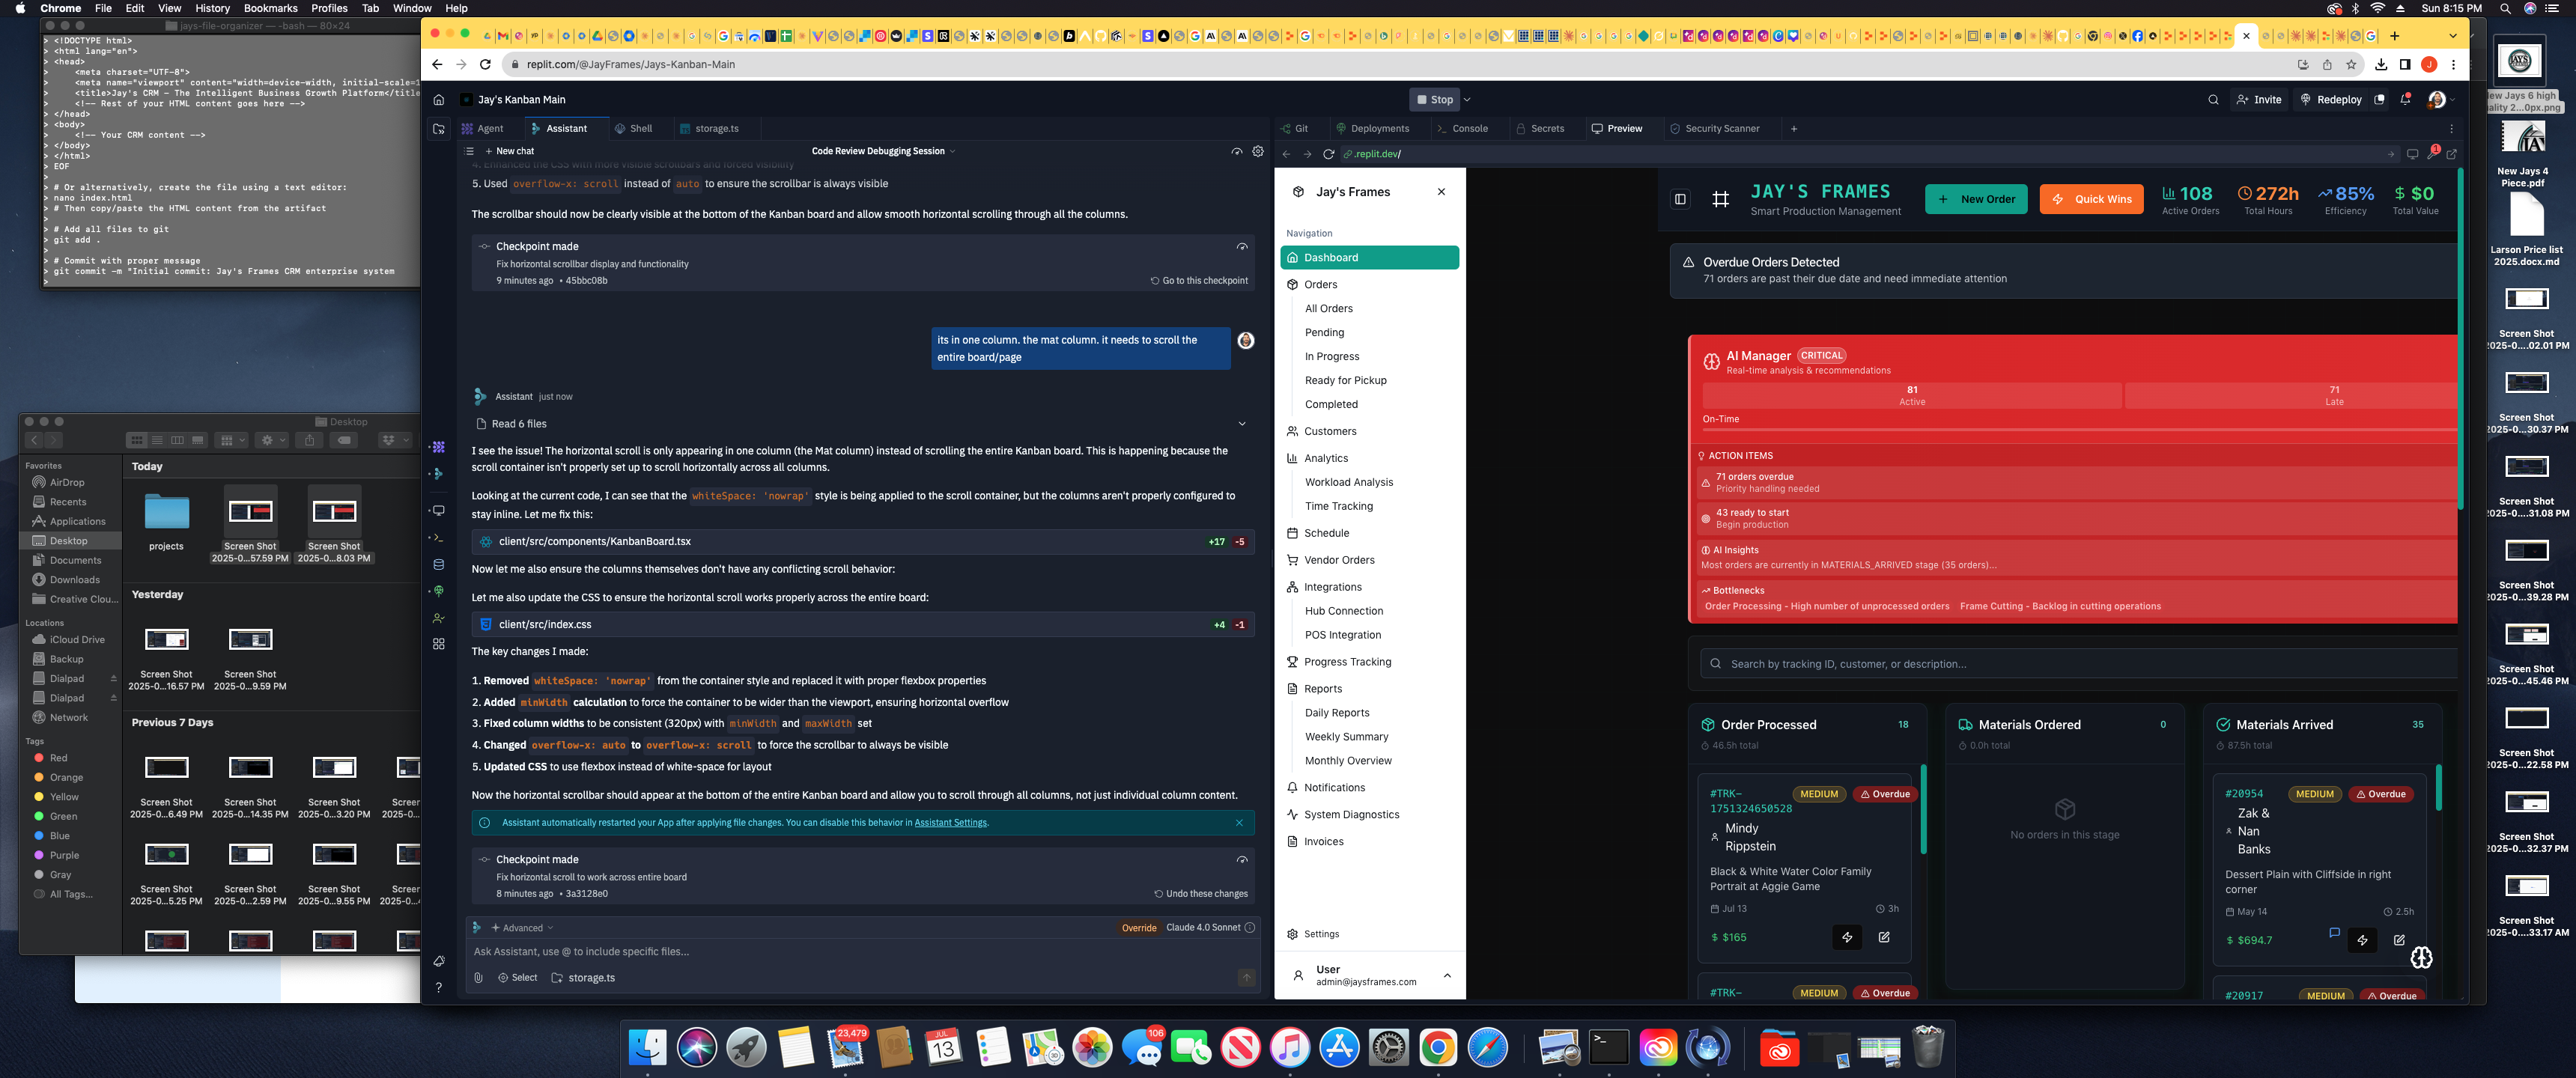 Chrome File Edit View History Bookmarks Profiles Tab Window Help
Sun 8:15 PM
jays-file-organizer — -bash — 80×24
> <!DOCTYPE html>
> <html lang="en">
> <head>
>     <meta charset="UTF-8">
>     <meta name="viewport" content="width=device-width, initial-scale=1
>     <title>Jay's CRM – The Intelligent Business Growth Platform</title
>     <!-- Rest of your HTML content goes here -->
> </head>
> <body>
>     <!-- Your CRM content -->
> </body>
> </html>
> EOF
>
> # Or alternatively, create the file using a text editor:
> nano index.html
> # Then copy/paste the HTML content from the artifact
>
> # Add all files to git
> git add .
>
> # Commit with proper message
> git commit -m "Initial commit: Jay's Frames CRM enterprise system
>
Desktop
Favorites
AirDrop
Recents
Applications
Desktop
Documents
Downloads
Creative Clou...
Locations
iCloud Drive
Backup
Dialpad
Dialpad
Network
Tags
Red
Orange
Yellow
Green
Blue
Purple
Gray
All Tags...
Today
projects
Screen Shot 2025-0...57.59 PM
Screen Shot 2025-0...8.03 PM
Yesterday
Screen Shot 2025-0...16.57 PM
Screen Shot 2025-0...9.59 PM
Previous 7 Days
Screen Shot 2025-0...6.49 PM
Screen Shot 2025-0...14.35 PM
Screen Shot 2025-0...3.20 PM
Screen Shot 2025-0...5.25 PM
Screen Shot 2025-0...2.59 PM
Screen Shot 2025-0...9.55 PM
replit.com/@JayFrames/Jays-Kanban-Main
Jay's Kanban Main
Stop
Invite
Redeploy
Agent
Assistant
Shell
storage.ts
New chat
Code Review Debugging Session
4. Enhanced the CSS with more visible scrollbars and forced visibility
5. Used overflow-x: scroll instead of auto to ensure the scrollbar is always visible
The scrollbar should now be clearly visible at the bottom of the Kanban board and allow smooth horizontal scrolling through all the columns.
Checkpoint made
Fix horizontal scrollbar display and functionality
9 minutes ago • 45bbc08b
Go to this checkpoint
its in one column. the mat column. it needs to scroll the
entire board/page
Assistant just now
Read 6 files
I see the issue! The horizontal scroll is only appearing in one column (the Mat column) instead of scrolling the entire Kanban board. This is happening because the
scroll container isn't properly set up to scroll horizontally across all columns.
Looking at the current code, I can see that the whiteSpace: 'nowrap' style is being applied to the scroll container, but the columns aren't properly configured to
stay inline. Let me fix this:
client/src/components/KanbanBoard.tsx +17 -5
Now let me also ensure the columns themselves don't have any conflicting scroll behavior:
Let me also update the CSS to ensure the horizontal scroll works properly across the entire board:
client/src/index.css +4 -1
The key changes I made:
1. Removed whiteSpace: 'nowrap' from the container style and replaced it with proper flexbox properties
2. Added minWidth calculation to force the container to be wider than the viewport, ensuring horizontal overflow
3. Fixed column widths to be consistent (320px) with minWidth and maxWidth set
4. Changed overflow-x: auto to overflow-x: scroll to force the scrollbar to always be visible
5. Updated CSS to use flexbox instead of white-space for layout
Now the horizontal scrollbar should appear at the bottom of the entire Kanban board and allow you to scroll through all columns, not just individual column content.
Assistant automatically restarted your App after applying file changes. You can disable this behavior in Assistant Settings.
Checkpoint made
Fix horizontal scroll to work across entire board
8 minutes ago • 3a3128e0
Undo these changes
Advanced
Override Claude 4.0 Sonnet
Ask Assistant, use @ to include specific files...
Select
storage.ts
Git
Deployments
Console
Secrets
Preview
Security Scanner
.replit.dev/
1
Jay's Frames
Navigation
Dashboard
Orders
All Orders
Pending
In Progress
Ready for Pickup
Completed
Customers
Analytics
Workload Analysis
Time Tracking
Schedule
Vendor Orders
Integrations
Hub Connection
POS Integration
Progress Tracking
Reports
Daily Reports
Weekly Summary
Monthly Overview
Notifications
System Diagnostics
Invoices
Settings
User
admin@jaysframes.com
JAY'S FRAMES
Smart Production Management
New Order
Quick Wins
108
Active Orders
272h
Total Hours
85%
Efficiency
$0
Total Value
Overdue Orders Detected
71 orders are past their due date and need immediate attention
AI Manager CRITICAL
Real-time analysis & recommendations
81
Active
71
Late
On-Time
ACTION ITEMS
71 orders overdue
Priority handling needed
43 ready to start
Begin production
AI Insights
Most orders are currently in MATERIALS_ARRIVED stage (35 orders)...
Bottlenecks
Order Processing - High number of unprocessed orders Frame Cutting - Backlog in cutting operations
Search by tracking ID, customer, or description...
Order Processed 18
46.5h total
#TRK-
1751324650528
MEDIUM
Overdue
Mindy
Rippstein
Black & White Water Color Family
Portrait at Aggie Game
Jul 13
3h
$165
#TRK-
MEDIUM
Overdue
Materials Ordered 0
0.0h total
No orders in this stage
Materials Arrived 35
87.5h total
#20954
MEDIUM
Overdue
Zak &
Nan
Banks
Dessert Plain with Cliffside in right
corner
May 14
2.5h
$694.7
#20917
MEDIUM
Overdue
New Jays 6 high
uality 2...0px.png
New Jays 4
Piece.pdf
Larson Price list
2025.docx.md
Screen Shot
2025-0...02.01 PM
Screen Shot
2025-0...30.37 PM
Screen Shot
2025-0....31.08 PM
Screen Shot
2025-0...39.28 PM
Screen Shot
2025-0...45.46 PM
Screen Shot
2025-0...22.58 PM
Screen Shot
2025-0...32.37 PM
Screen Shot
2025-0...33.17 AM
23,479
JUL
13
106